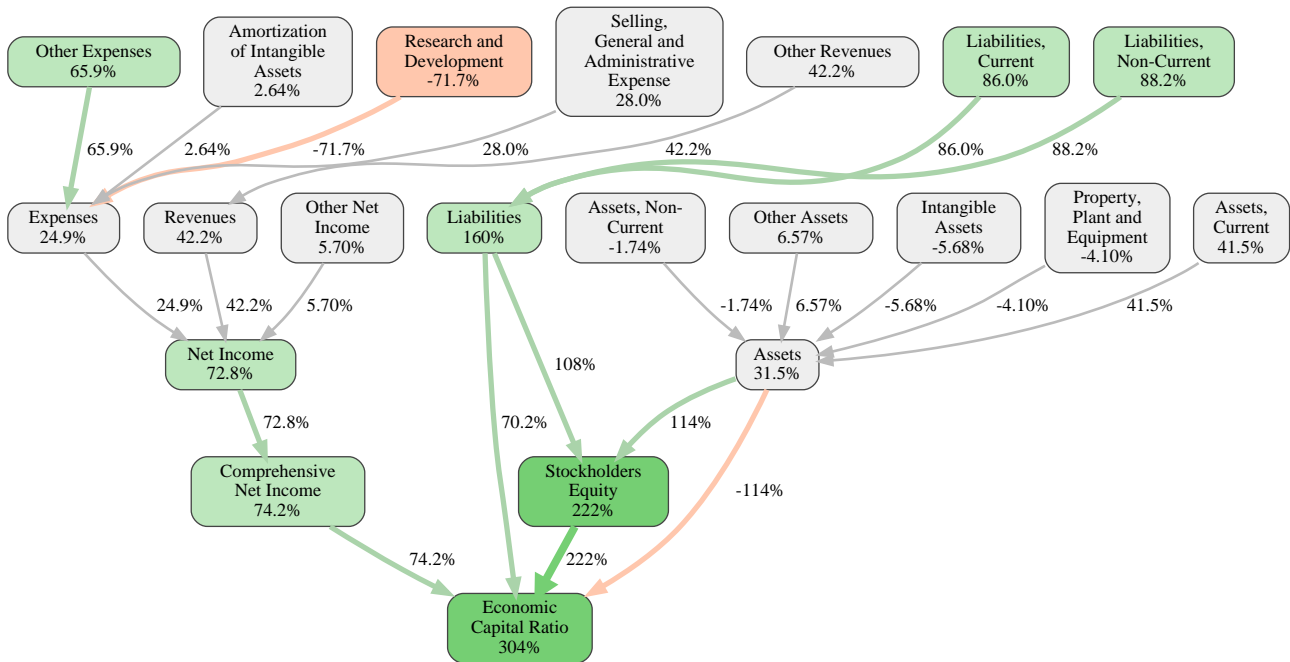 Other Expenses
65.9%
Amortization
of Intangible
Assets
2.64%
Research and
Development
-71.7%
Selling,
General and
Administrative
Expense
28.0%
Other Revenues
42.2%
Liabilities,
Current
86.0%
Liabilities,
Non-Current
88.2%
65.9%
2.64%
-71.7%
28.0%
42.2%
86.0%
88.2%
Expenses
24.9%
Revenues
42.2%
Other Net
Income
5.70%
Liabilities
160%
Assets, Non-
Current
-1.74%
Other Assets
6.57%
Intangible
Assets
-5.68%
Property,
Plant and
Equipment
-4.10%
Assets,
Current
41.5%
24.9%
42.2%
5.70%
-1.74%
6.57%
-5.68%
-4.10%
41.5%
Net Income
72.8%
108%
Assets
31.5%
72.8%
70.2%
114%
Comprehensive
Net Income
74.2%
Stockholders
Equity
222%
-114%
74.2%
222%
Economic
Capital Ratio
304%